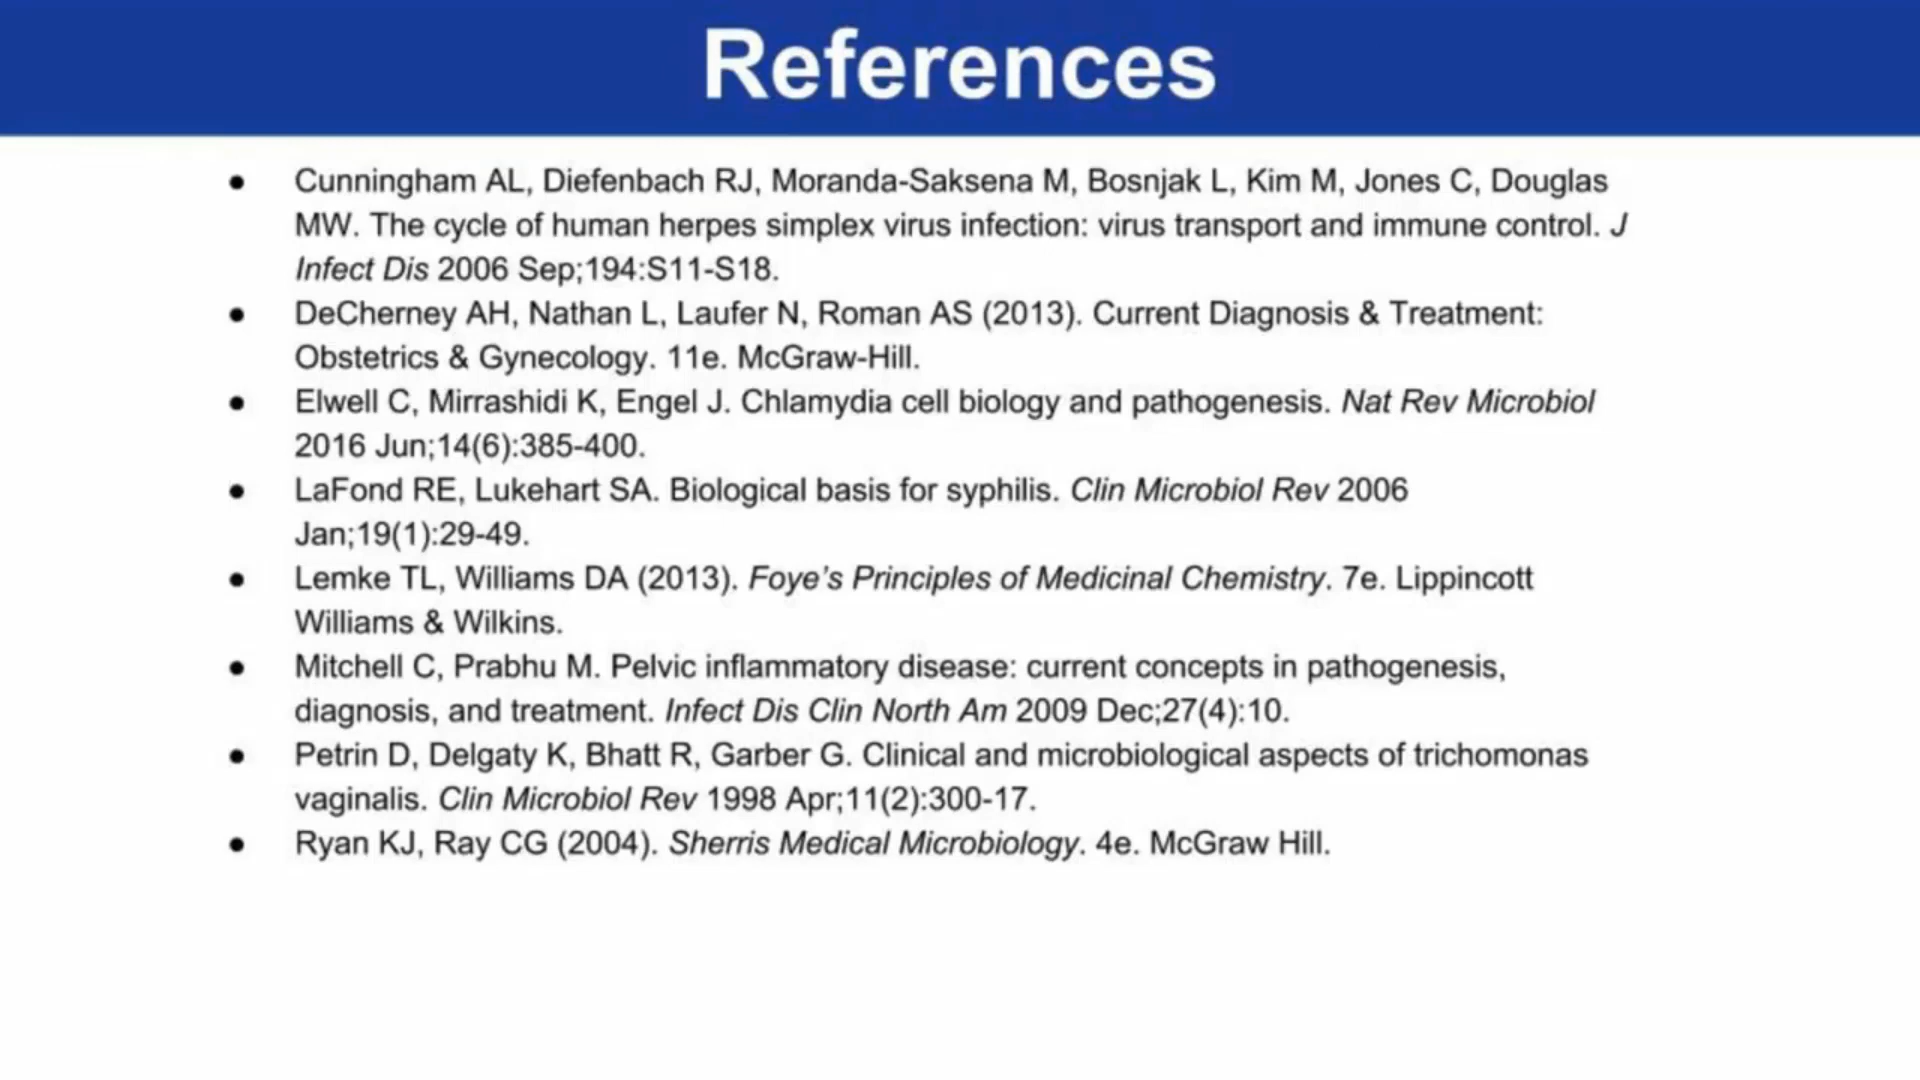 References
• Cunningham AL, Diefenbach RJ, Moranda-Saksena M, Bosnjak L, Kim M, Jones C, Douglas
MW. The cycle of human herpes simplex virus infection: virus transport and immune control. J
Infect Dis 2006 Sep;194:S11-S18.
• DeCherney AH, Nathan L, Laufer N, Roman AS (2013). Current Diagnosis & Treatment:
Obstetrics & Gynecology. 11e. McGraw-Hill.
• Elwell C, Mirrashidi K, Engel J. Chlamydia cell biology and pathogenesis. Nat Rev Microbiol
2016 Jun;14(6):385-400.
• LaFond RE, Lukehart SA. Biological basis for syphilis. Clin Microbiol Rev 2006
Jan;19(1):29-49.
• Lemke TL, Williams DA (2013). Foye's Principles of Medicinal Chemistry. 7e. Lippincott
Williams & Wilkins.
• Mitchell C, Prabhu M. Pelvic inflammatory disease: current concepts in pathogenesis,
diagnosis, and treatment. Infect Dis Clin North Am 2009 Dec;27(4):10.
• Petrin D, Delgaty K, Bhatt R, Garber G. Clinical and microbiological aspects of trichomonas
vaginalis. Clin Microbiol Rev 1998 Apr;11(2):300-17.
• Ryan KJ, Ray CG (2004). Sherris Medical Microbiology. 4e. McGraw Hill.